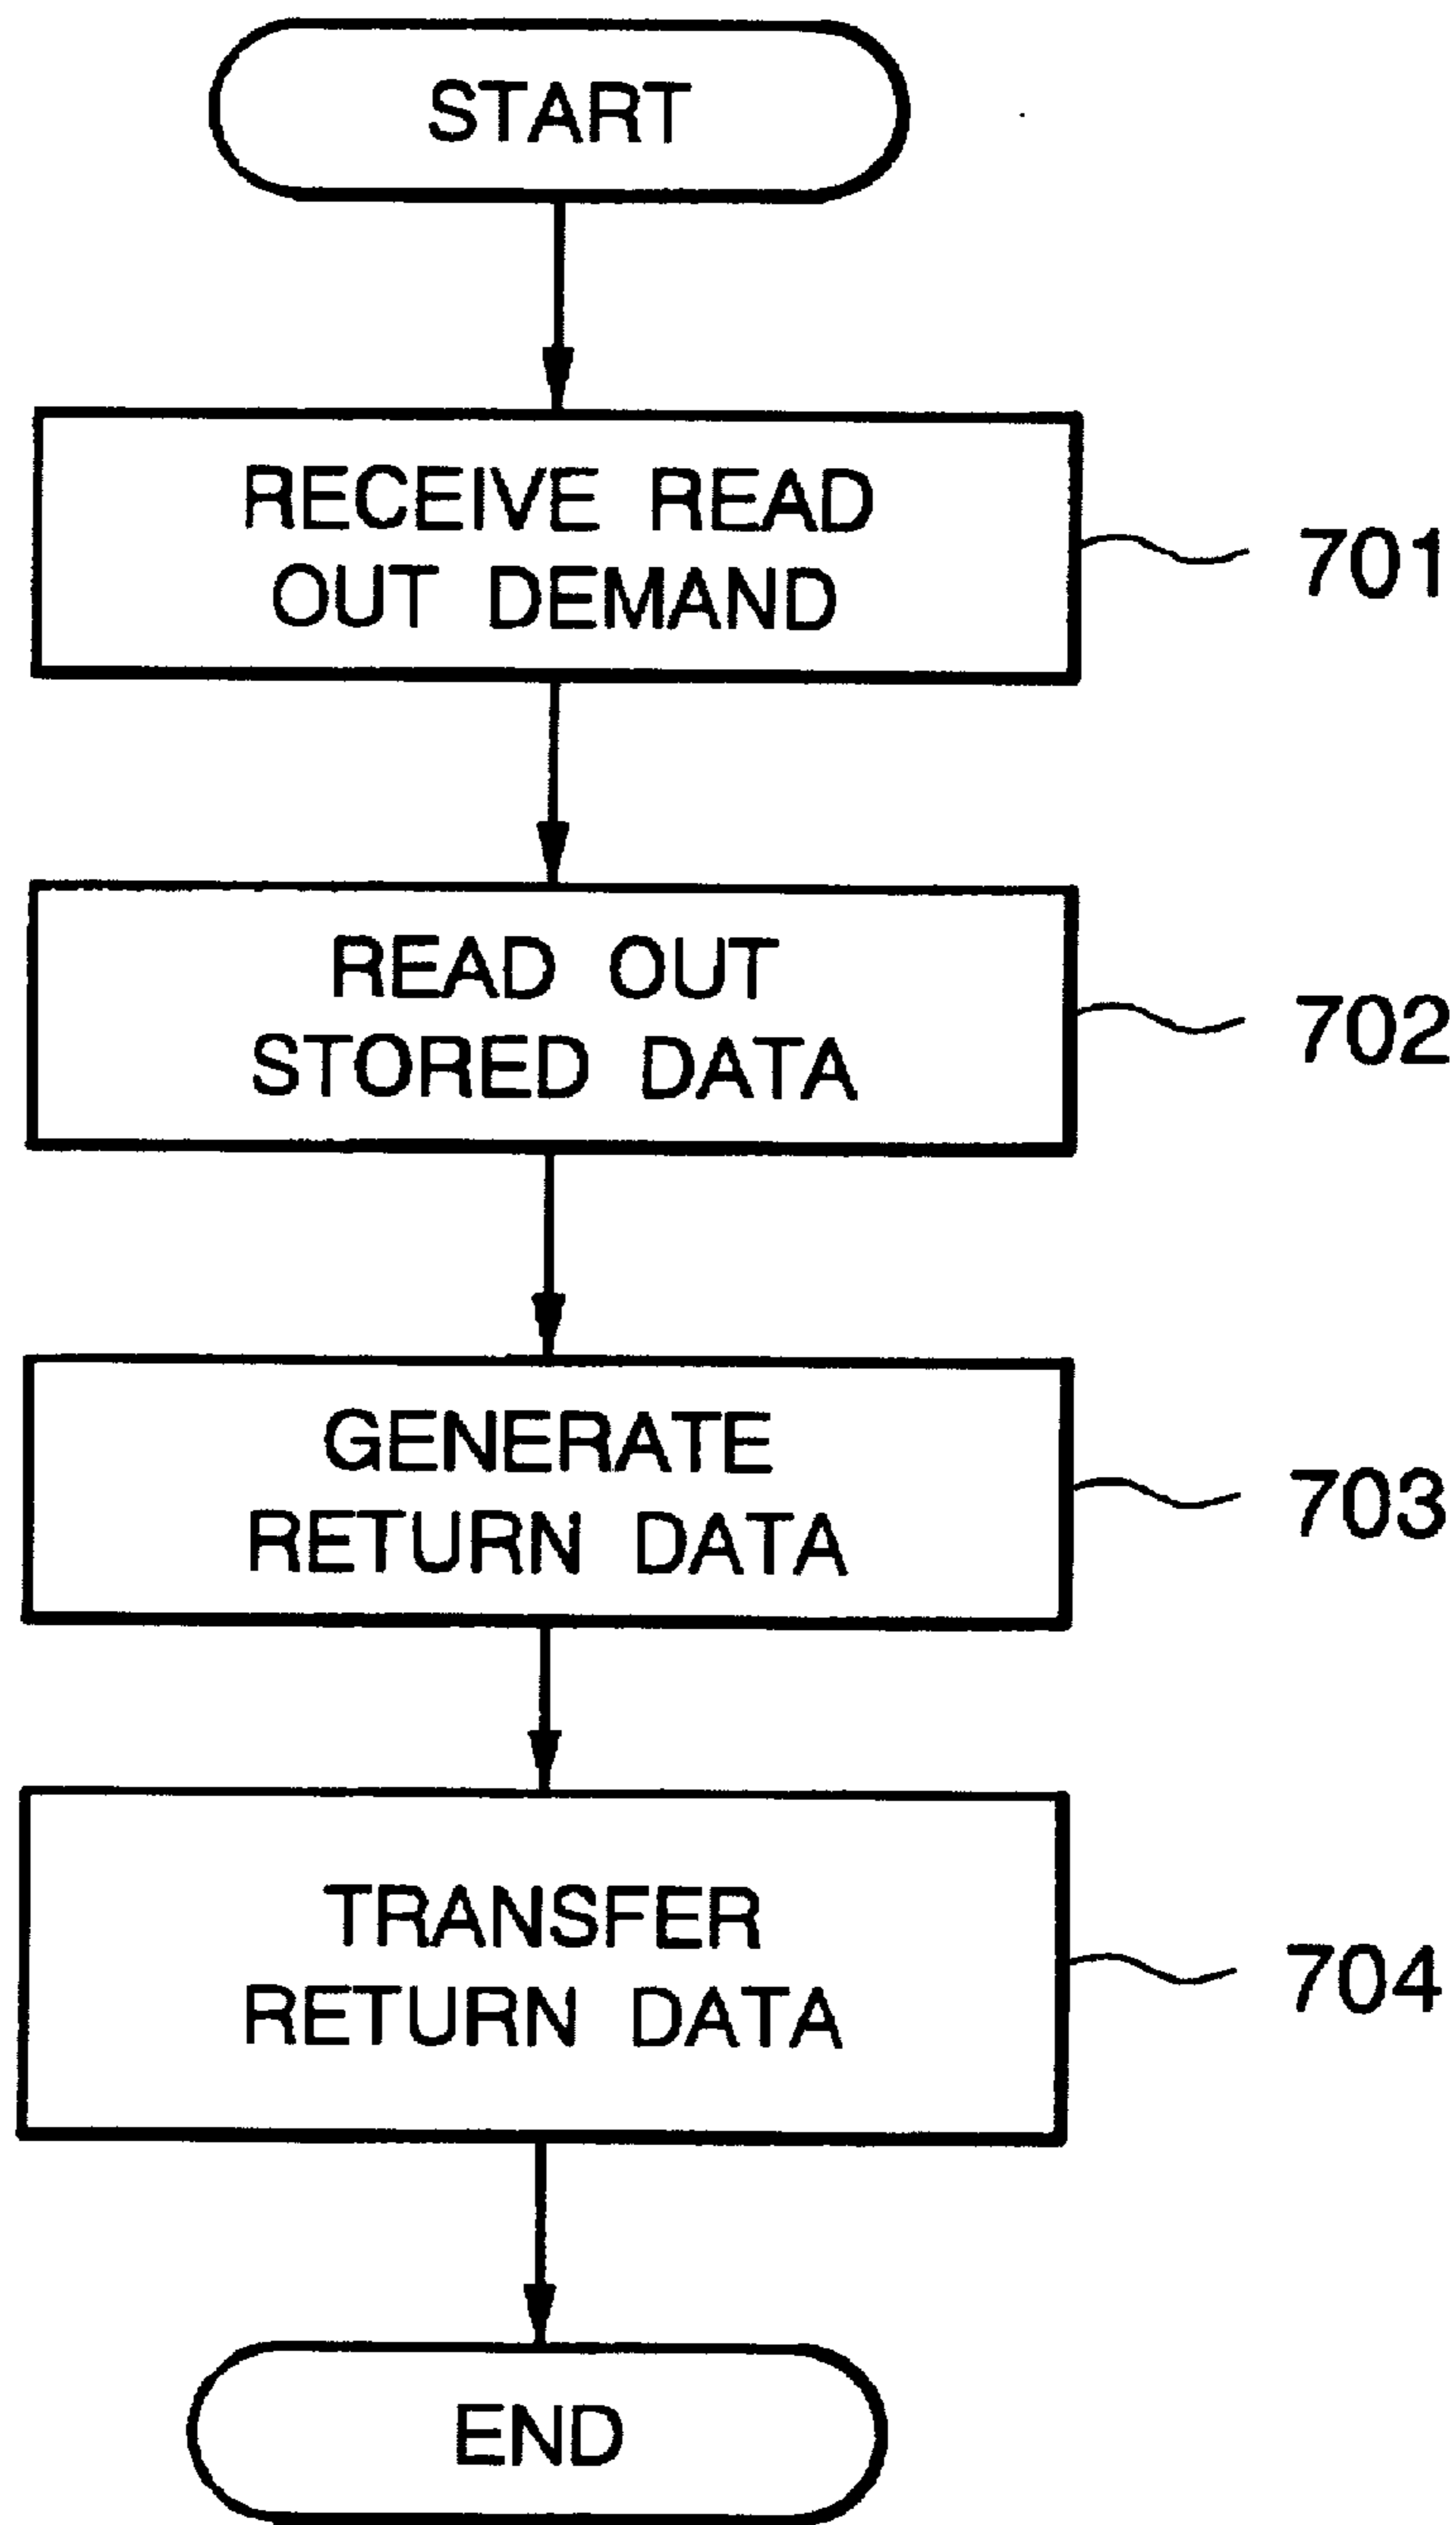 START
RECEIVE READ
OUT DEMAND
701
READ OUT
STORED DATA
702
GENERATE
RETURN DATA
703
TRANSFER
RETURN DATA
704
END